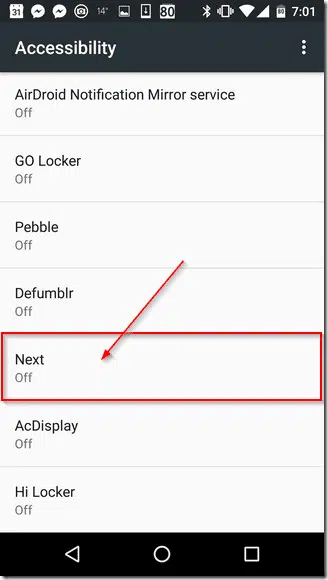 31 14° 80 80 7:01
Accessibility
AirDroid Notification Mirror service
Off
GO Locker
Off
Pebble
Off
Defumblr
Off
Next
Off
AcDisplay
Off
Hi Locker
Off